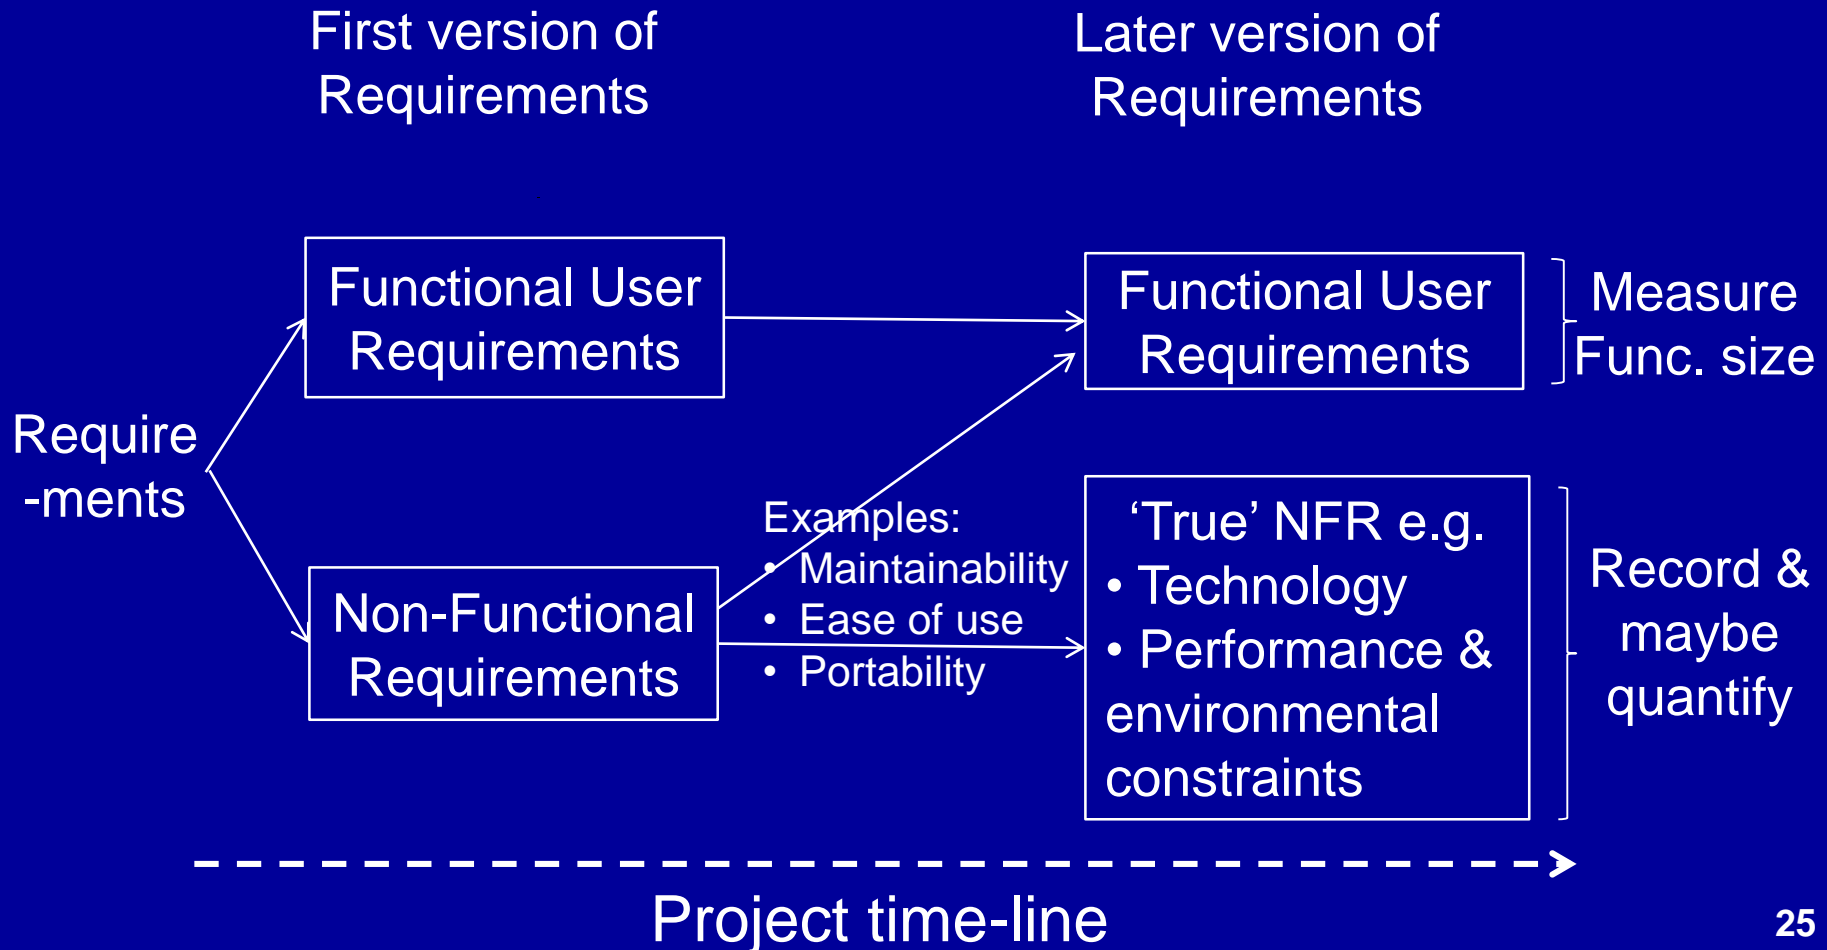 First version of
Requirements
Later version of
Requirements
Functional User
Requirements
Functional User
Requirements
Measure
Func. size
Require
-ments
Examples:
• Maintainability
• Ease of use
• Portability
Non-Functional
Requirements
‘True’ NFR e.g.
• Technology
• Performance &
environmental
constraints
Record &
maybe
quantify
Project time-line
25